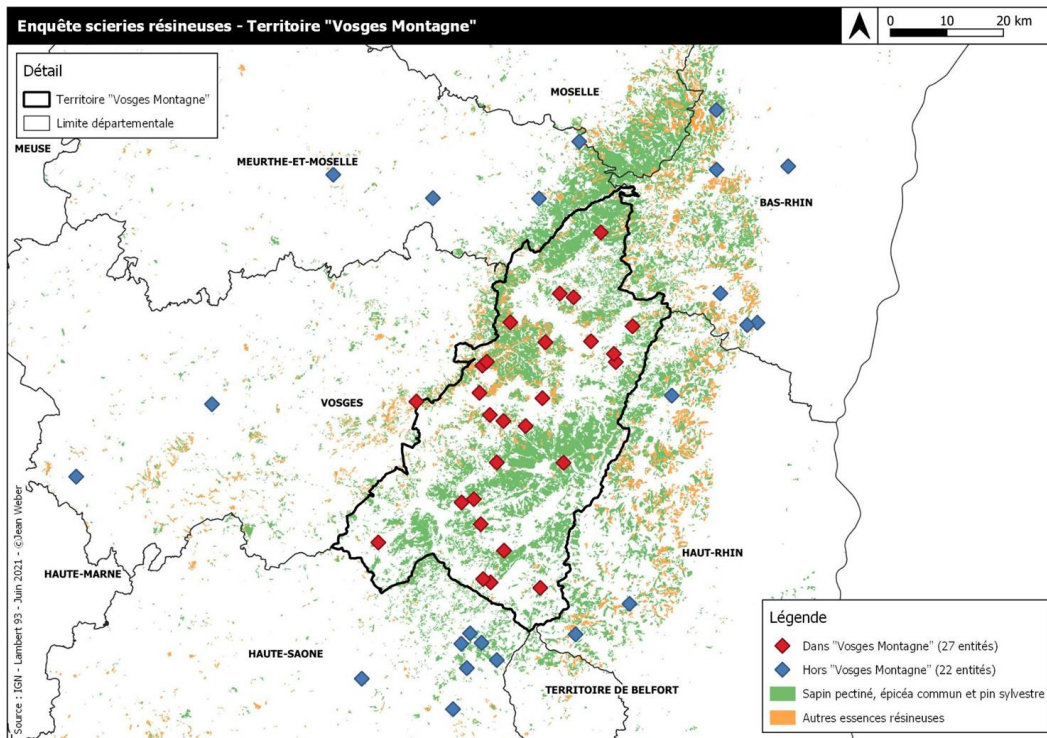 Enquête scieries résineuses - Territoire "Vosges Montagne"
0 10 20 km
Détail
Territoire "Vosges Montagne"
Limite départementale
MOSELLE
MEUSE
MEURTHE-ET-MOSELLE
BAS-RHIN
VOSGES
HAUT-RHIN
HAUTE-MARNE
HAUTE-SAONE
TERRITOIRE DE BELFORT
Légende
Dans "Vosges Montagne" (27 entités)
Hors "Vosges Montagne" (22 entités)
Sapin pectiné, épicéa commun et pin sylvestre
Autres essences résineuses
Source : IGN - Lambert 93 - Juin 2021 - ©Jean Weber